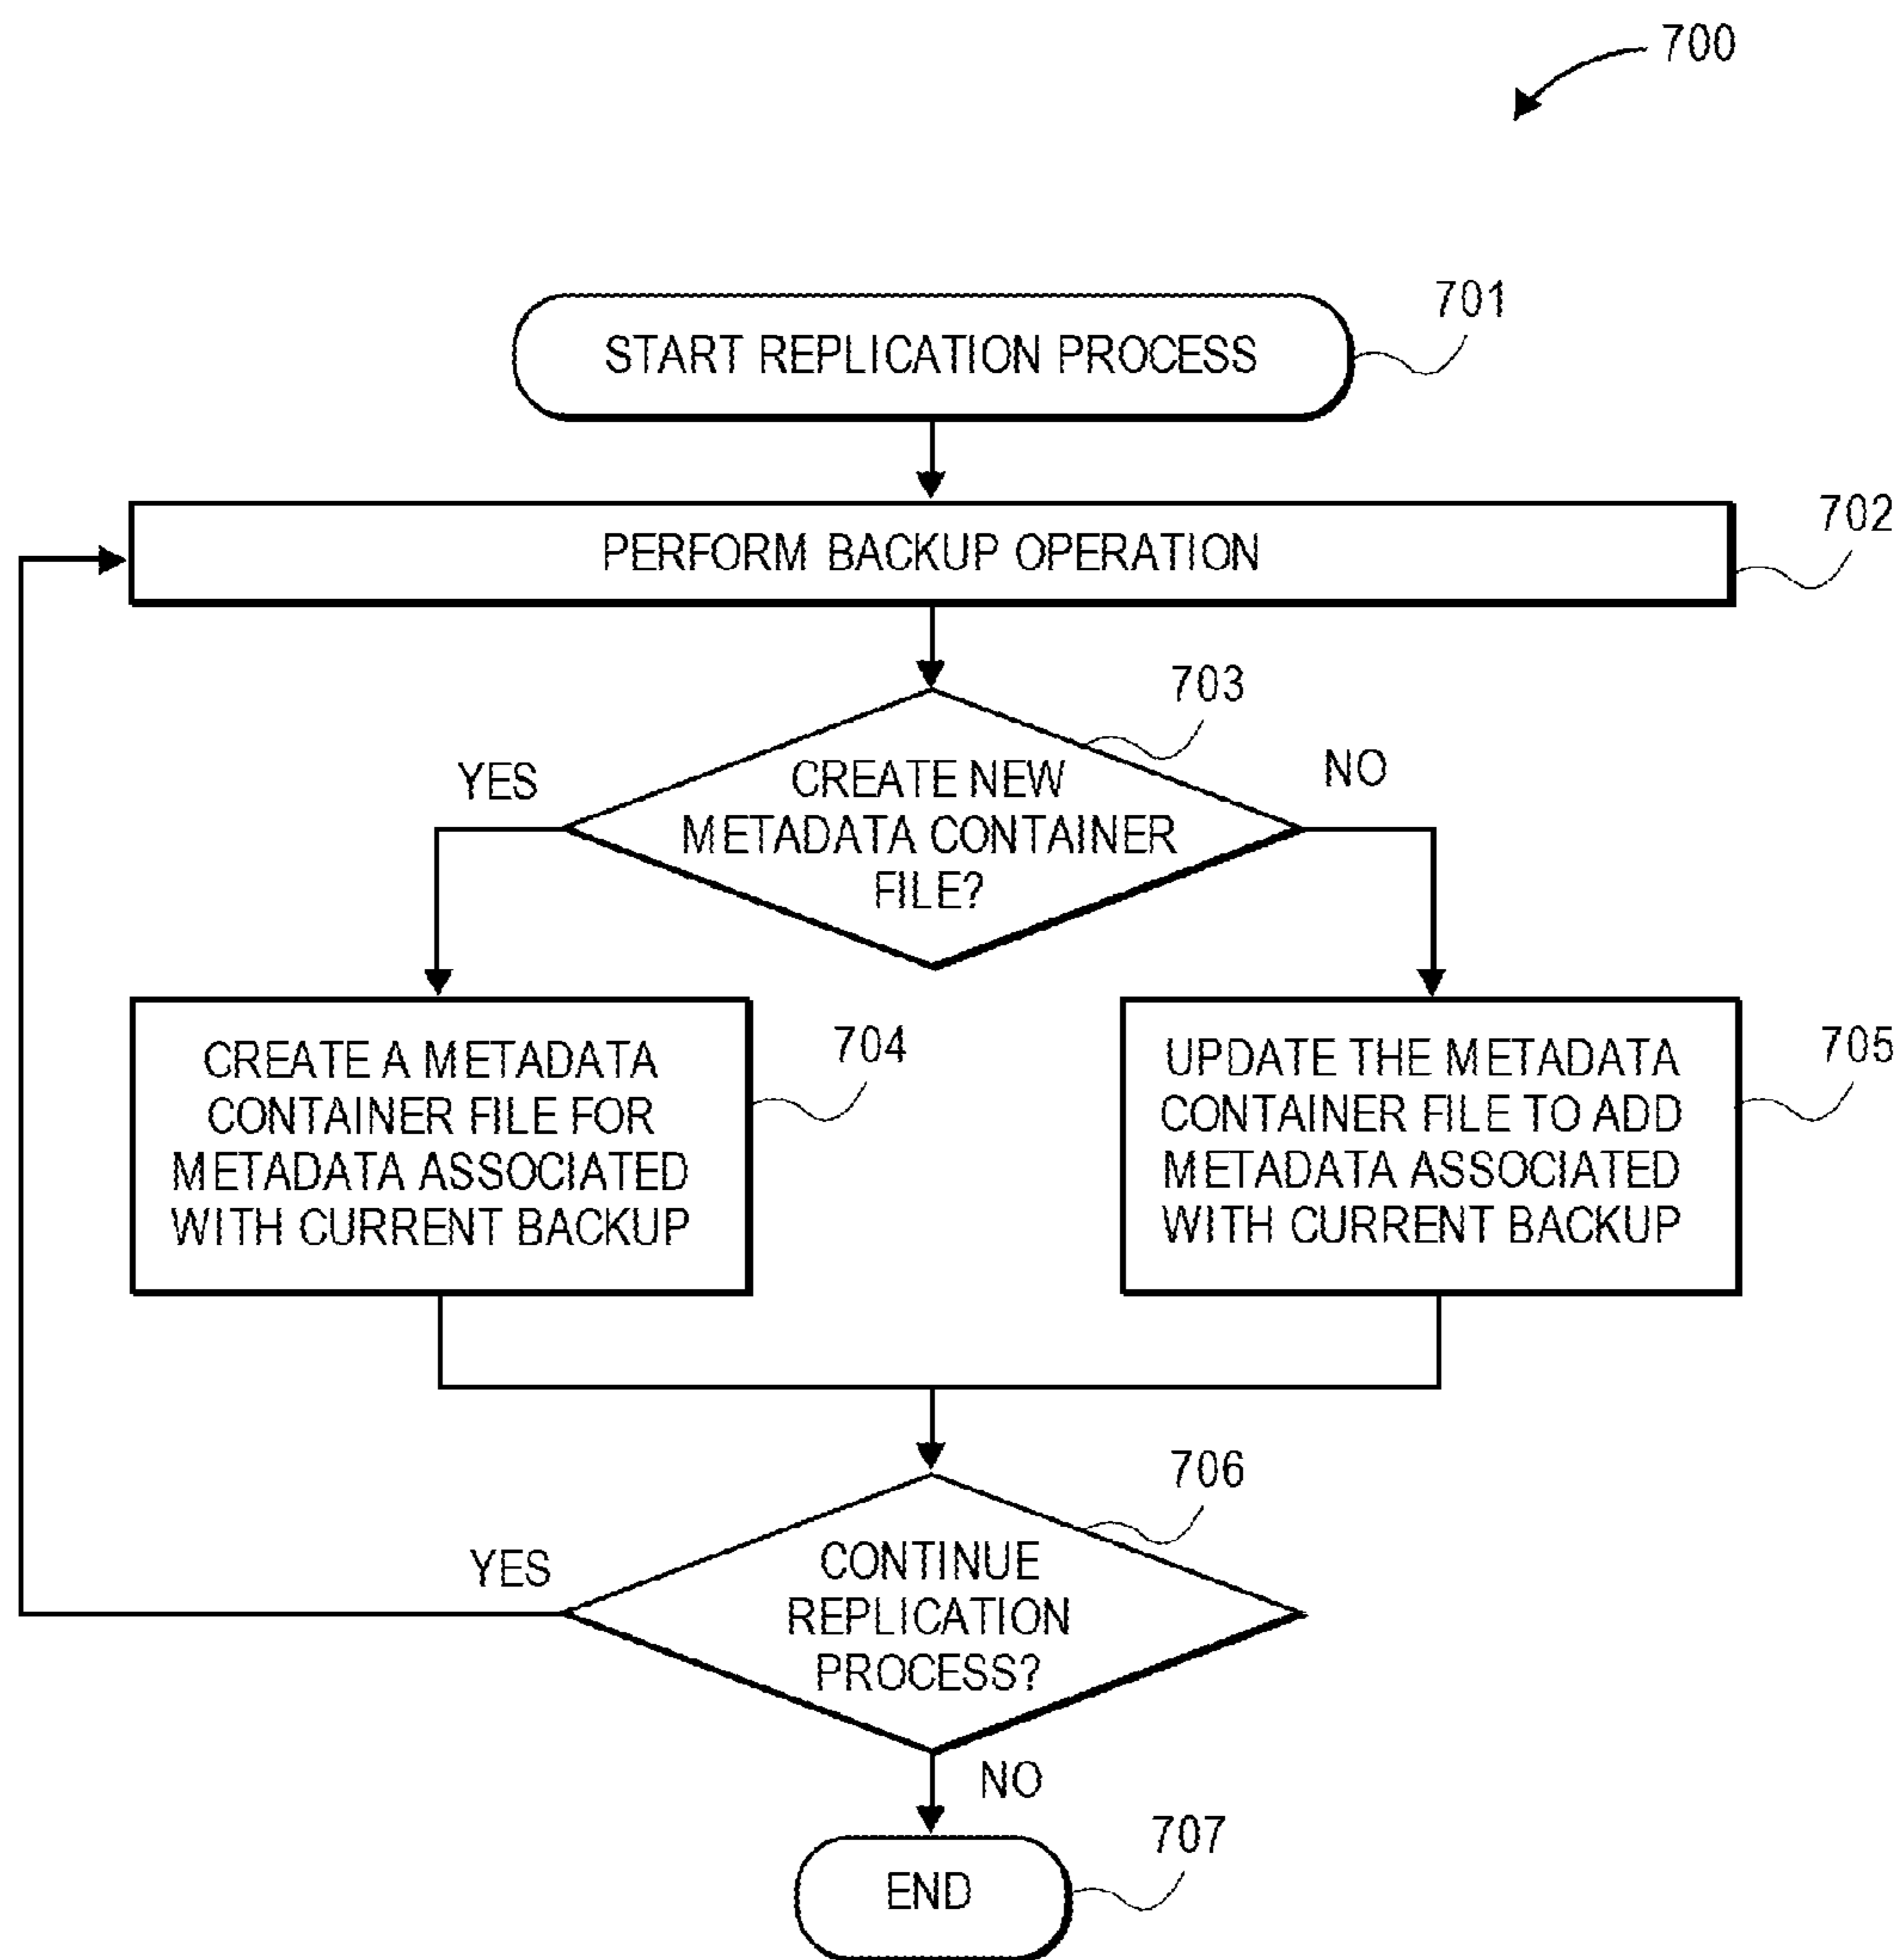 700
START REPLICATION PROCESS
701
PERFORM BACKUP OPERATION
702
703
YES
CREATE NEW
METADATA CONTAINER
FILE?
NO
CREATE A METADATA
CONTAINER FILE FOR
METADATA ASSOCIATED
WITH CURRENT BACKUP
704
UPDATE THE METADATA
CONTAINER FILE TO ADD
METADATA ASSOCIATED
WITH CURRENT BACKUP
705
706
YES
CONTINUE
REPLICATION
PROCESS?
NO
707
END